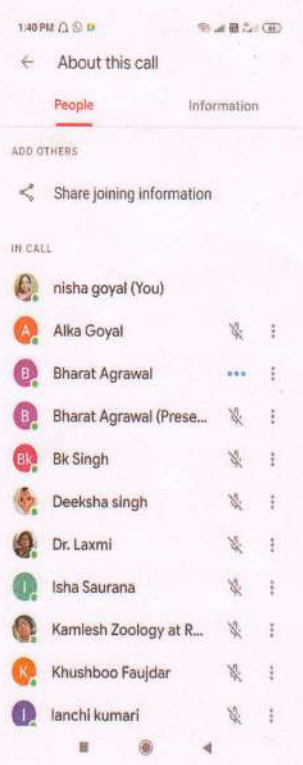 1:40 PM
About this call
People Information
ADD OTHERS
Share joining information
IN CALL
nisha goyal (You)
A Alka Goyal
B Bharat Agrawal
B Bharat Agrawal (Prese...
Bk Bk Singh
Deeksha singh
Dr. Laxmi
I Isha Saurana
Kamlesh Zoology at R...
K Khushboo Faujdar
I Ianchi kumari